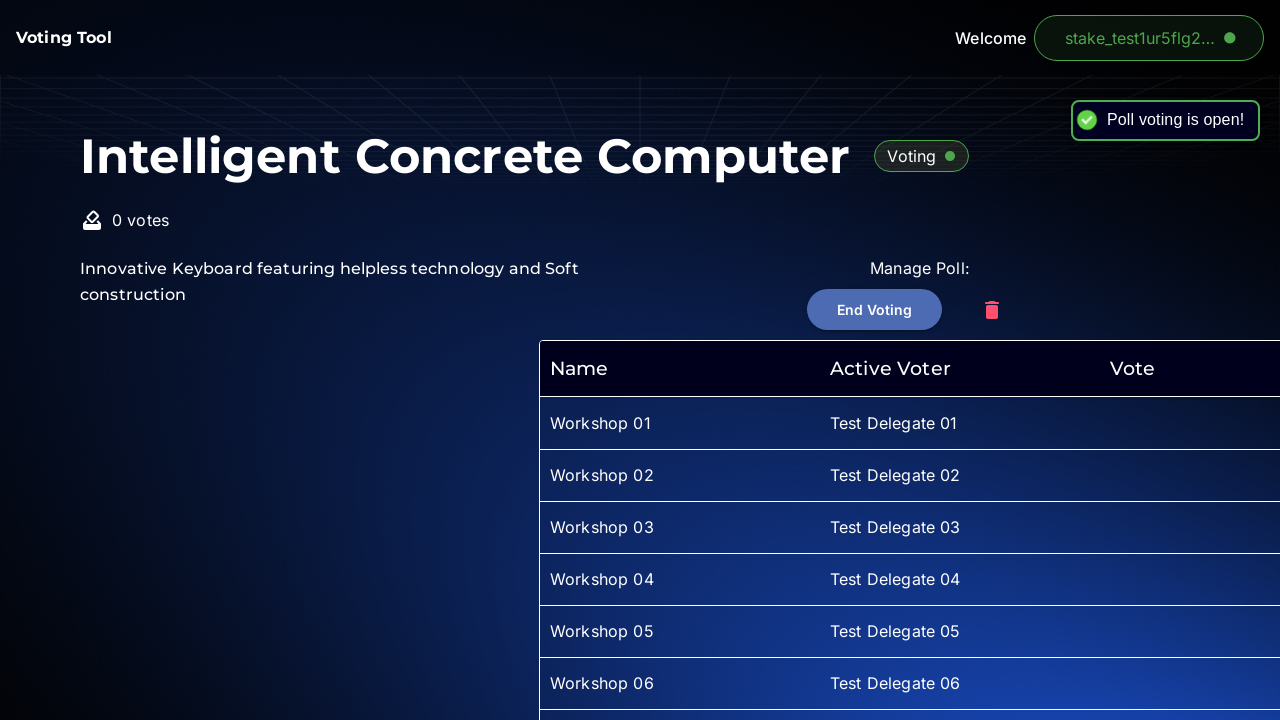 Voting Tool
Welcome
stake_test1ur5flg2...
Poll voting is open!
Intelligent Concrete Computer
Voting
0 votes
Innovative Keyboard featuring helpless technology and Soft
construction
Manage Poll:
End Voting
Name Active Voter Vote
Workshop 01 Test Delegate 01
Workshop 02 Test Delegate 02
Workshop 03 Test Delegate 03
Workshop 04 Test Delegate 04
Workshop 05 Test Delegate 05
Workshop 06 Test Delegate 06